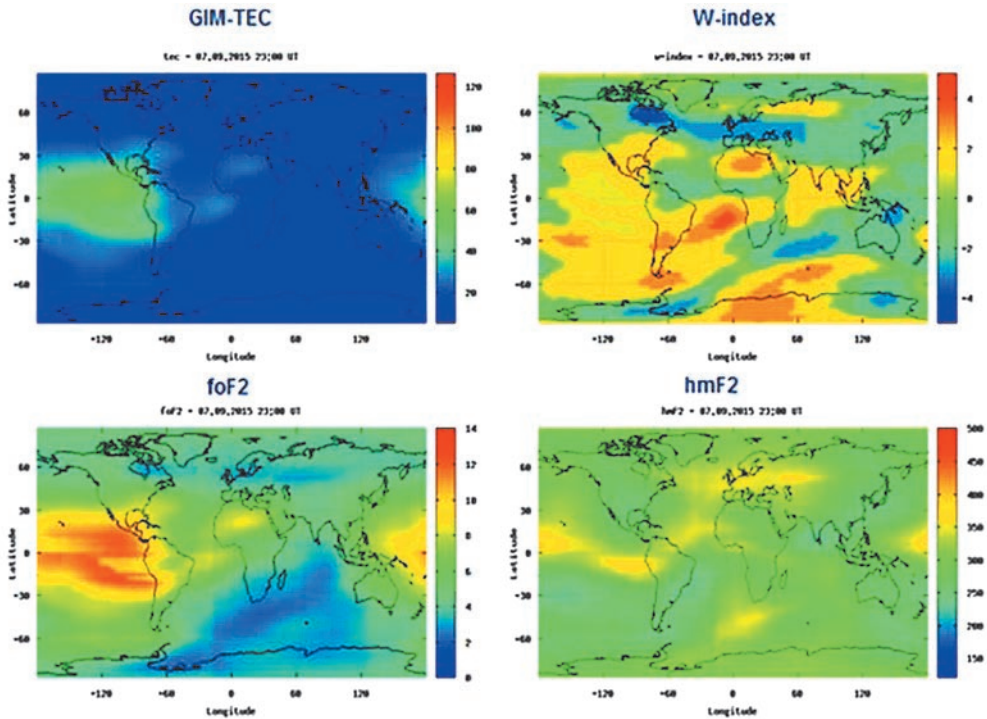 GIM-TEC
tec = 07,09,2015 23:00 UT
Latitude
60
30
0
-30
+60
+120 +60 0 60 120
Longitude
120
100
80
60
40
20
W-index
w-index = 07,09,2015 23:00 UT
Latitude
60
30
0
-30
-60
+120 +60 0 60 120
Longitude
4
2
0
+2
+4
foF2
foF2 = 07,09,2015 23:00 UT
Latitude
60
30
0
-30
-60
+120 +60 0 60 120
Longitude
14
12
10
8
6
4
2
0
hmF2
hmF2 = 07,09,2015 23:00 UT
Latitude
60
30
0
-30
-60
+120 +60 0 60 120
Longitude
500
450
400
350
300
250
200
150